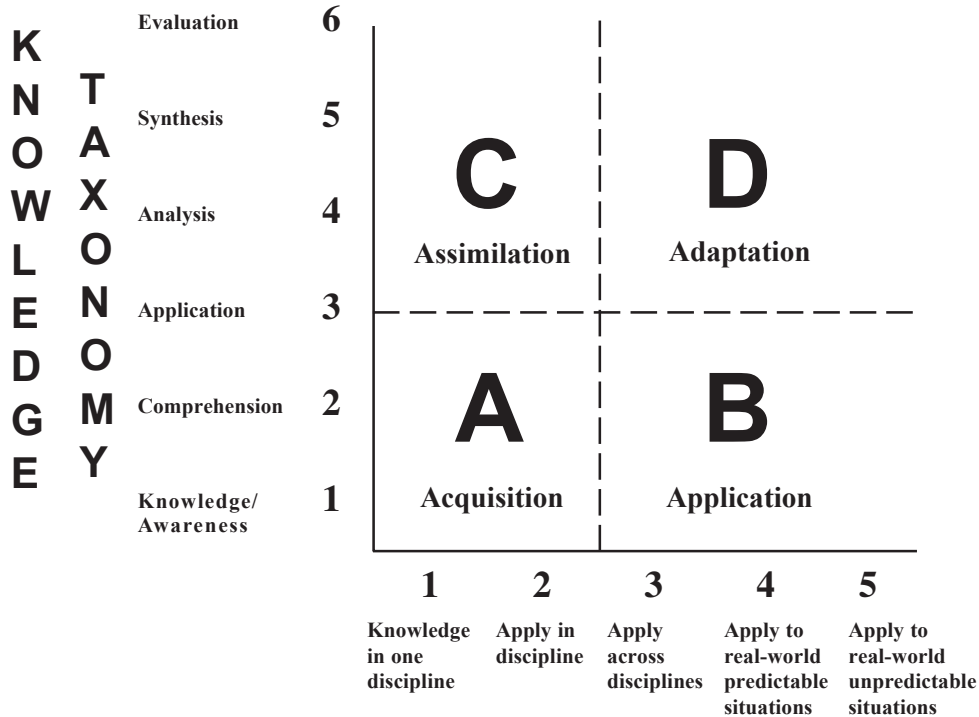 KNOWLEDGE
TAXONOMY
Evaluation 6
Synthesis 5
Analysis 4
Application 3
Comprehension 2
Knowledge/
Awareness 1
C
Assimilation
D
Adaptation
A
Acquisition
B
Application
1 2 3 4 5
Knowledge
in one
discipline
Apply in
discipline
Apply
across
disciplines
Apply to
real-world
predictable
situations
Apply to
real-world
unpredictable
situations